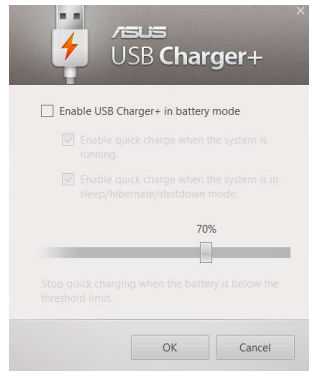 ASUS
USB Charger+
Enable USB Charger+ in battery mode
Enable quick charge when the system is
running.
Enable quick charge when the system is in
sleep/hibernate/shutdown mode.
70%
Stop quick charging when the battery is below the
threshold limit.
OK
Cancel